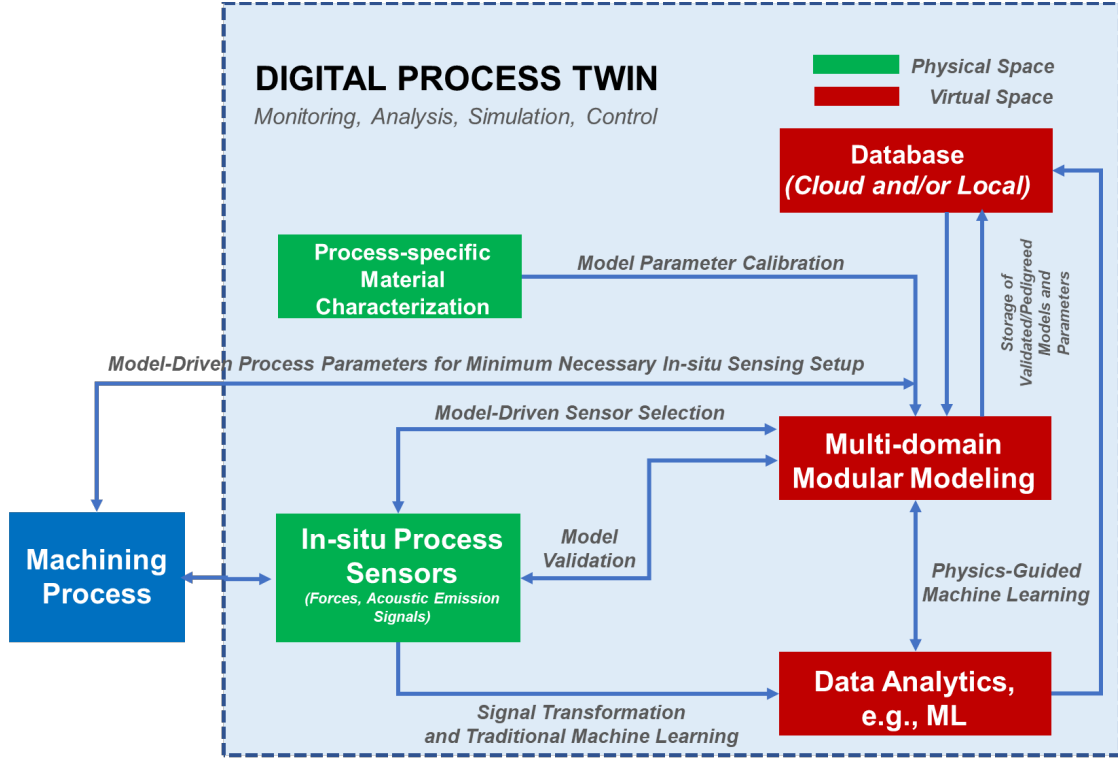 DIGITAL PROCESS TWIN
Monitoring, Analysis, Simulation, Control
Physical Space
Virtual Space
Database
(Cloud and/or Local)
Process-specific
Material
Characterization
Model Parameter Calibration
Storage of
Validated/Pedigreed
Models and
Parameters
Model-Driven Process Parameters for Minimum Necessary In-situ Sensing Setup
Model-Driven Sensor Selection
Multi-domain
Modular Modeling
Machining
Process
In-situ Process
Sensors
(Forces, Acoustic Emission
Signals)
Model
Validation
Physics-Guided
Machine Learning
Signal Transformation
and Traditional Machine Learning
Data Analytics,
e.g., ML